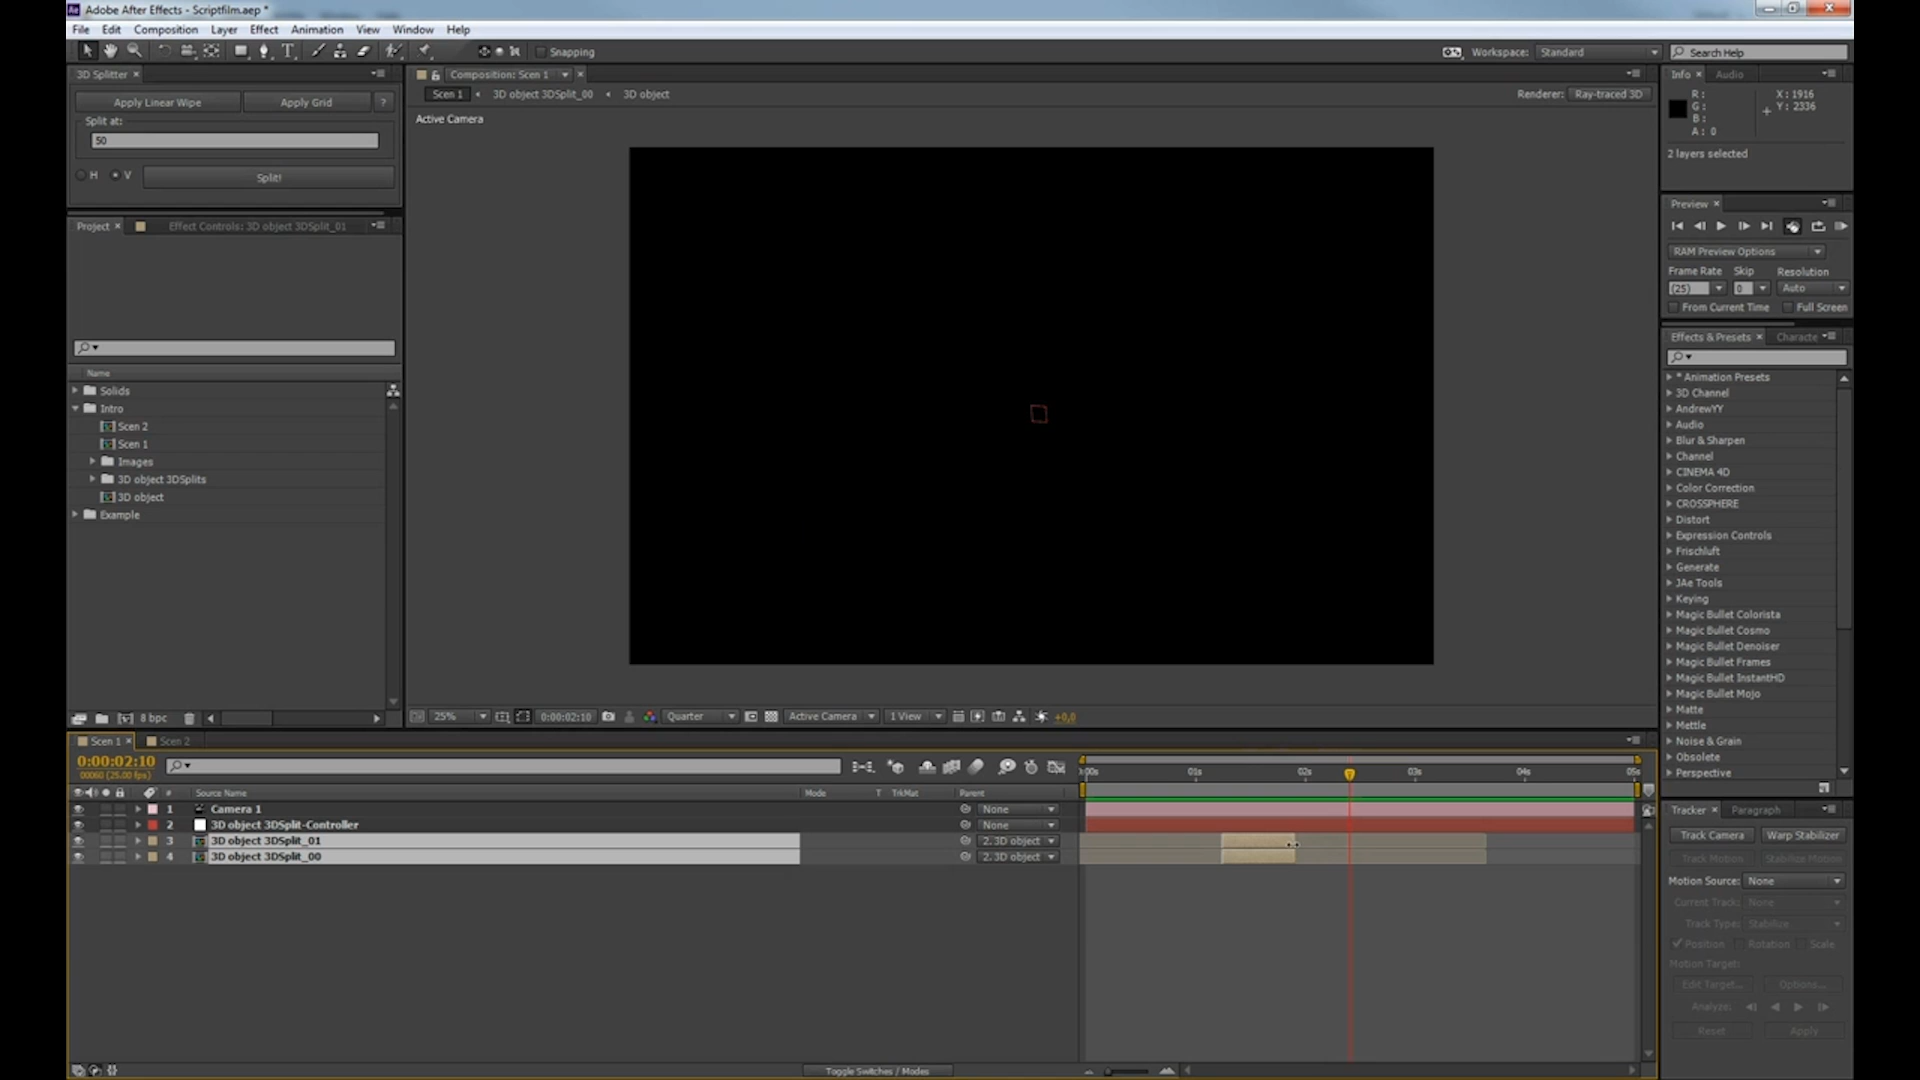 Adobe After Effects - Scriptfilm.aep *
File Edit Composition Layer Effect Animation View Window Help
Snapping
Workspace: Standard
Search Help
3D Splitter
Apply Linear Wipe Apply Grid ?
Split at:
50
H V Split!
Project Effect Controls: 3D object 3DSplit_01
Name
Solids
Intro
Scen 2
Scen 1
Images
3D object 3DSplits
3D object
Example
8 bpc
Composition: Scen 1
Scen 1 3D object 3DSplit_00 3D object
Renderer: Ray-traced 3D
Active Camera
25% 0:00:02:10 Quarter Active Camera 1 View +0,0
Info Audio
R: X: 1916
G: Y: 2336
B:
A: 0
2 layers selected
Preview
RAM Preview Options
Frame Rate Skip Resolution
(25) 0 Auto
From Current Time Full Screen
Effects & Presets Characte
* Animation Presets
3D Channel
AndrewYY
Audio
Blur & Sharpen
Channel
CINEMA 4D
Color Correction
CROSSPHERE
Distort
Expression Controls
Frischluft
Generate
JAe Tools
Keying
Magic Bullet Colorista
Magic Bullet Cosmo
Magic Bullet Denoiser
Magic Bullet Frames
Magic Bullet InstantHD
Magic Bullet Mojo
Matte
Mettle
Noise & Grain
Obsolete
Perspective
Tracker Paragraph
Track Camera Warp Stabilizer
Track Motion Stabilize Motion
Motion Source: None
Current Track: None
Track Type: Stabilize
Position Rotation Scale
Motion Target:
Edit Target... Options...
Analyze:
Reset Apply
Scen 1 Scen 2
0:00:02:10
00060 (25.00 fps)
:00s 01s 02s 03s 04s 05s
# Source Name Mode T TrkMat Parent
1 Camera 1 None
2 3D object 3DSplit-Controller None
3 3D object 3DSplit_01 2. 3D object
4 3D object 3DSplit_00 2. 3D object
Toggle Switches / Modes